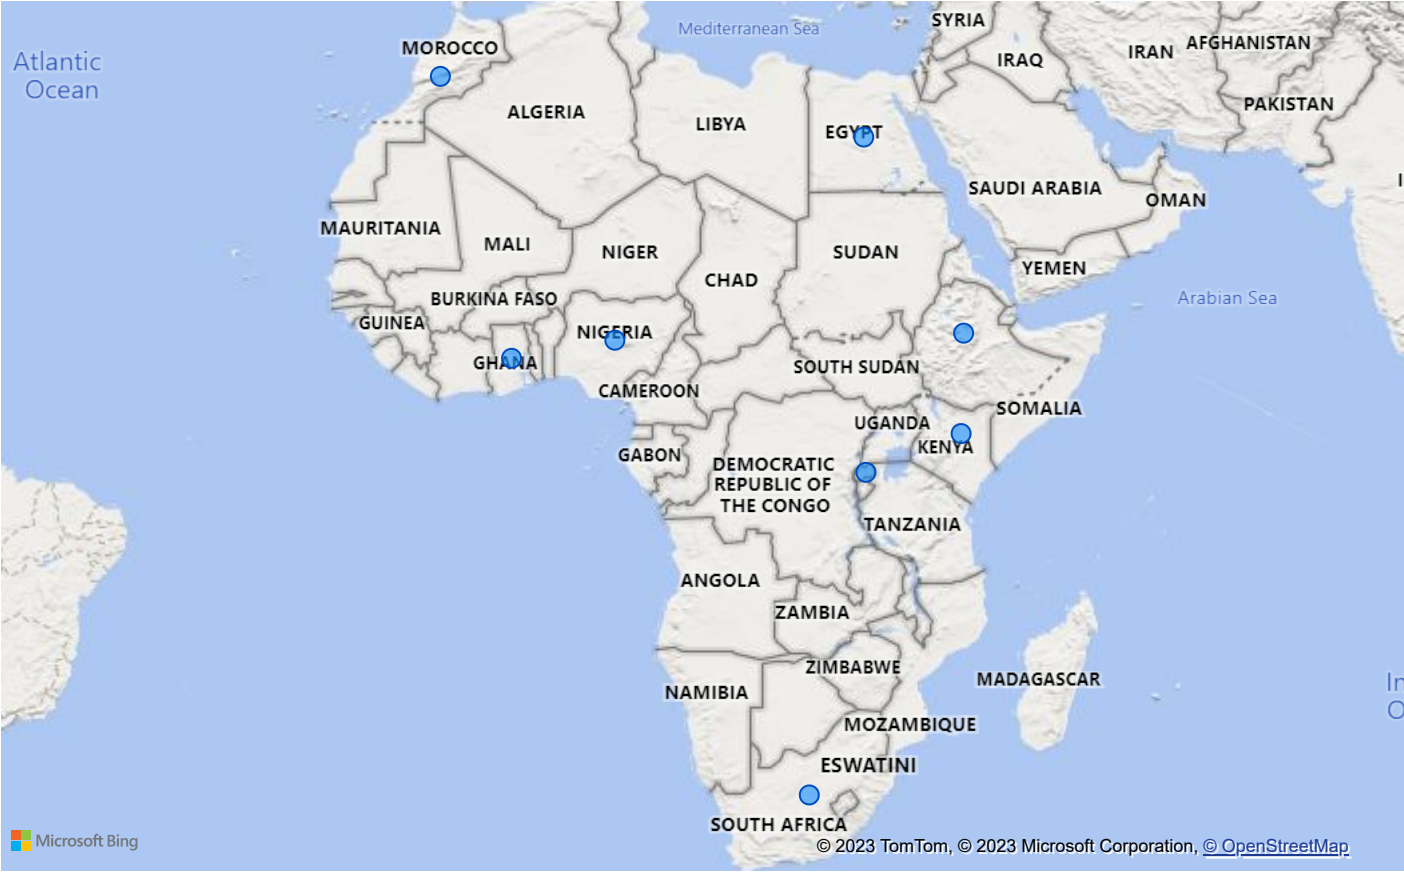 SYRIA
Mediterranean Sea
AFGHANISTAN
MOROCCO
IRAN
IRAQ
Atlantic
Ocean
PAKISTAN
ALGERIA
LIBYA
EGYPT
SAUDI ARABIA
OMAN
MAURITANIA
MALI
NIGER
SUDAN
YEMEN
CHAD
BURKINA FASO
Arabian Sea
GUINEA
NIGERIA
GHANA
SOUTH SUDAN
CAMEROON
SOMALIA
UGANDA
KENYA
GABON
DEMOCRATIC
REPUBLIC OF
THE CONGO
TANZANIA
ANGOLA
ZAMBIA
ZIMBABWE
MADAGASCAR
NAMIBIA
In
O
MOZAMBIQUE
ESWATINI
SOUTH AFRICA
Microsoft Bing
© 2023 TomTom, © 2023 Microsoft Corporation, © OpenStreetMap